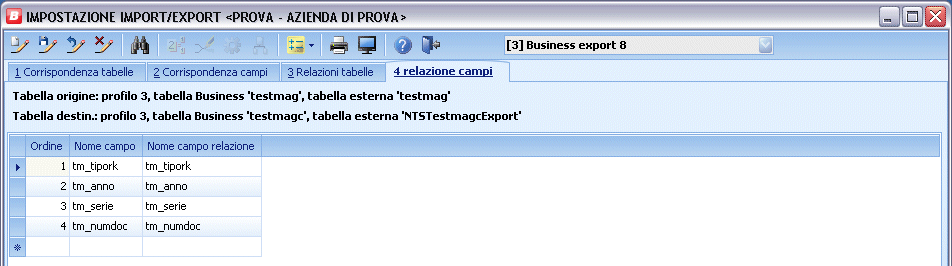 IMPOSTAZIONE IMPORT/EXPORT <PROVA - AZIENDA DI PROVA>
[3] Business export 8
1 Corrispondenza tabelle 2 Corrispondenza campi 3 Relazioni tabelle 4 relazione campi
Tabella origine: profilo 3, tabella Business 'testmag', tabella esterna 'testmag'
Tabella destin.: profilo 3, tabella Business 'testmagc', tabella esterna 'NTSTestmagcExport'
Ordine Nome campo Nome campo relazione
1 tm_tipork tm_tipork
2 tm_anno tm_anno
3 tm_serie tm_serie
4 tm_numdoc tm_numdoc